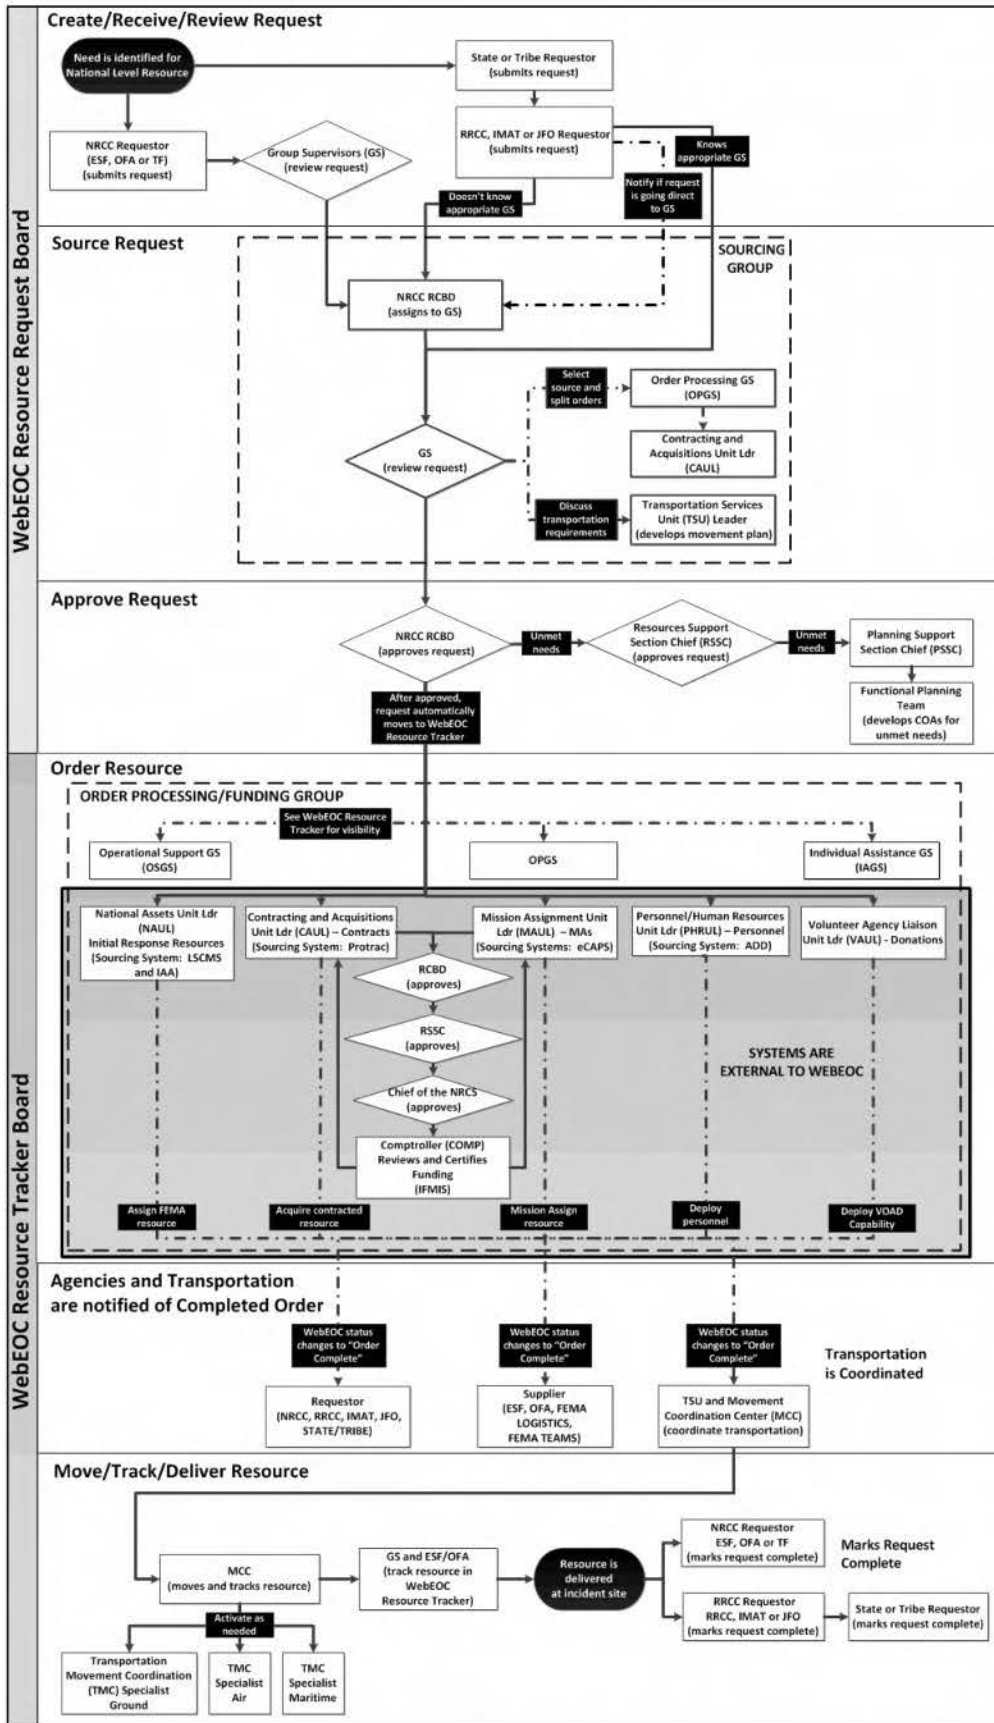 WebEOC Resource Request Board
Create/Receive/Review Request
Need is identified for
National Level Resource
State or Tribe Requestor
(submits request)
NRCC Requestor
(ESF, OFA or TF)
(submits request)
Group Supervisors (GS)
(review request)
RRCC, IMAT or JFO Requestor
(submits request)
Knows
appropriate GS
Doesn't know
appropriate GS
Notify if request
is going direct
to GS
Source Request
SOURCING
GROUP
NRCC RCBD
(assigns to GS)
Select
source and
split orders
Order Processing GS
(OPGS)
Contracting and
Acquisitions Unit Ldr
(CAUL)
GS
(review request)
Discuss
transportation
requirements
Transportation Services
Unit (TSU) Leader
(develops movement plan)
Approve Request
NRCC RCBD
(approves request)
Unmet
needs
Resources Support
Section Chief (RSSC)
(approves request)
Unmet
needs
Planning Support
Section Chief (PSSC)
Functional Planning
Team
(develops COAs for
unmet needs)
After approved,
request automatically
moves to WebEOC
Resource Tracker
WebEOC Resource Tracker Board
Order Resource
ORDER PROCESSING/FUNDING GROUP
See WebEOC Resource
Tracker for visibility
Operational Support GS
(OSGS)
OPGS
Individual Assistance GS
(IAGS)
National Assets Unit Ldr
(NAUL)
Initial Response Resources
(Sourcing System: LSCMS
and IAA)
Contracting and Acquisitions
Unit Ldr (CAUL) – Contracts
(Sourcing System: Protrac)
Mission Assignment Unit
Ldr (MAUL) – MAs
(Sourcing Systems: eCAPS)
Personnel/Human Resources
Unit Ldr (PHRUL) – Personnel
(Sourcing System: ADD)
Volunteer Agency Liaison
Unit Ldr (VAUL) - Donations
RCBD
(approves)
RSSC
(approves)
Chief of the NRCS
(approves)
Comptroller (COMP)
Reviews and Certifies
Funding
(IFMIS)
SYSTEMS ARE
EXTERNAL TO WEBEOC
Assign FEMA
resource
Acquire contracted
resource
Mission Assign
resource
Deploy
personnel
Deploy VOAD
Capability
Agencies and Transportation
are notified of Completed Order
WebEOC status
changes to "Order
Complete"
WebEOC status
changes to "Order
Complete"
WebEOC status
changes to "Order
Complete"
Transportation
is Coordinated
Requestor
(NRCC, RRCC, IMAT, JFO,
STATE/TRIBE)
Supplier
(ESF, OFA, FEMA
LOGISTICS,
FEMA TEAMS)
TSU and Movement
Coordination Center (MCC)
(coordinate transportation)
Move/Track/Deliver Resource
MCC
(moves and tracks resource)
GS and ESF/OFA
(track resource in
WebEOC
Resource Tracker)
Resource is
delivered
at incident site
NRCC Requestor
ESF, OFA or TF
(marks request complete)
Marks Request
Complete
RRCC Requestor
RRCC, IMAT or JFO
(marks request complete)
State or Tribe Requestor
(marks request complete)
Activate as
needed
Transportation
Movement Coordination
(TMC) Specialist
Ground
TMC
Specialist
Air
TMC
Specialist
Maritime